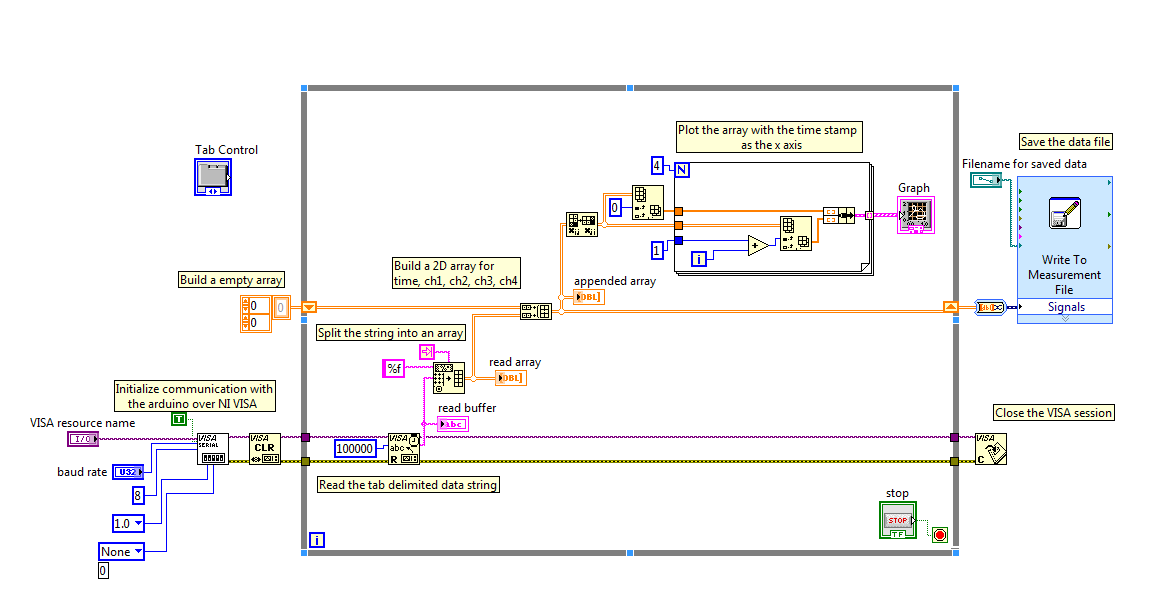 Tab Control
Plot the array with the time stamp
as the x axis
Save the data file
Filename for saved data
4
N
Graph
0
1
i
+
Write To
Measurement
File
Signals
Build a empty array
0
0
0
Build a 2D array for
time, ch1, ch2, ch3, ch4
appended array
DBL]
Split the string into an array
%f
read array
DBL]
read buffer
abc
Initialize communication with
the arduino over NI VISA
T
VISA resource name
I/O
VISA
SERIAL
VISA
CLR
100000
VISA
abc
R
Close the VISA session
VISA
C
baud rate
U32
8
1.0
None
0
Read the tab delimited data string
stop
STOP
TF
i